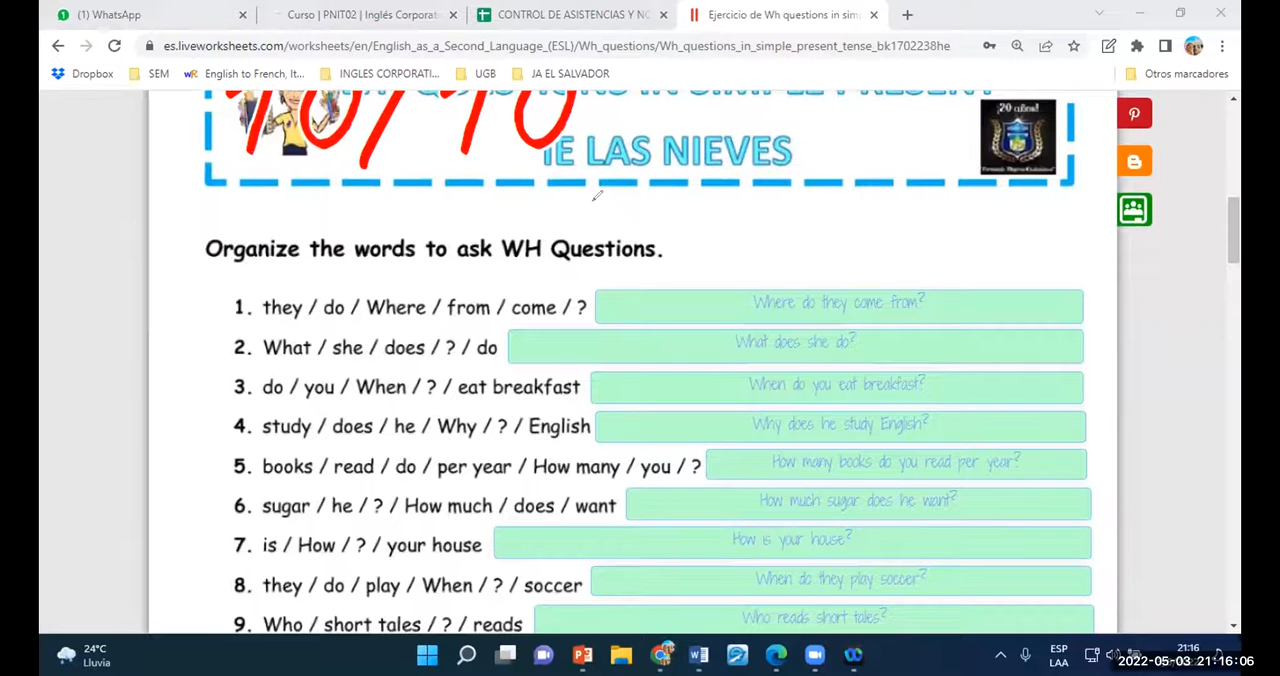 (1) WhatsApp
Curso | PNIT02 | Inglés Corporat
CONTROL DE ASISTENCIAS Y NO
Ejercicio de Wh questions in sim
es.liveworksheets.com/worksheets/en/English_as_a_Second_Language_(ESL)/Wh_questions/Wh_questions_in_simple_present_tense_bk1702238he
Dropbox
SEM
English to French, It...
INGLES CORPORATI...
UGB
JA EL SALVADOR
Otros marcadores
10/10
¡20 años!
IE LAS NIEVES
Organize the words to ask WH Questions.
1. they / do / Where / from / come / ? Where do they come from?
2. What / she / does / ? / do What does she do?
3. do / you / When / ? / eat breakfast When do you eat breakfast?
4. study / does / he / Why / ? / English Why does he study English?
5. books / read / do / per year / How many / you / ? How many books do you read per year?
6. sugar / he / ? / How much / does / want How much sugar does he want?
7. is / How / ? / your house How is your house?
8. they / do / play / When / ? / soccer When do they play soccer?
9. Who / short tales / ? / reads Who reads short tales?
24°C
Lluvia
ESP
LAA
21:16
2022-05-03 21:16:06